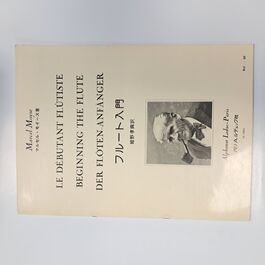 Marcel Moyse
マルセル・モイーズ著
LE DÉBUTANT FLÛTISTE
BEGINNING THE FLUTE
DER FLÖTEN-ANFÄNGER
フルート入門
Alphonse Leduc-Paris